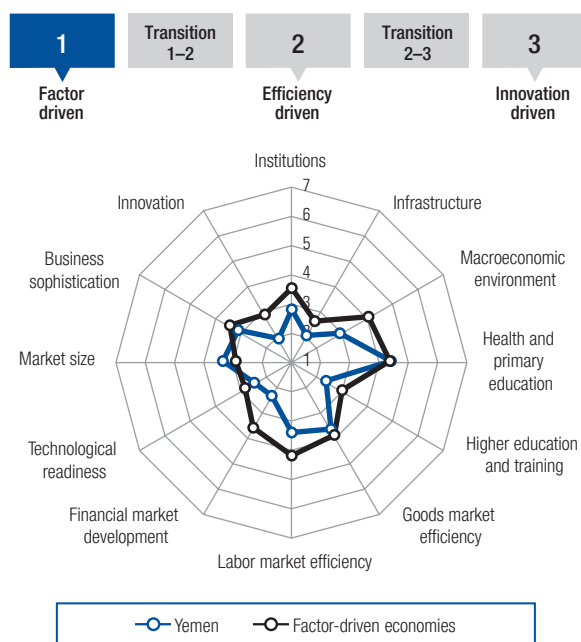 1
Transition
1–2
2
Transition
2–3
3
Factor
driven
Efficiency
driven
Innovation
driven
Institutions
7
Innovation
Infrastructure
6
5
Business
sophistication
Macroeconomic
environment
4
3
2
Market size
1
Health and
primary
education
Technological
readiness
Higher education
and training
Financial market
development
Goods market
efficiency
Labor market efficiency
Yemen
Factor-driven economies